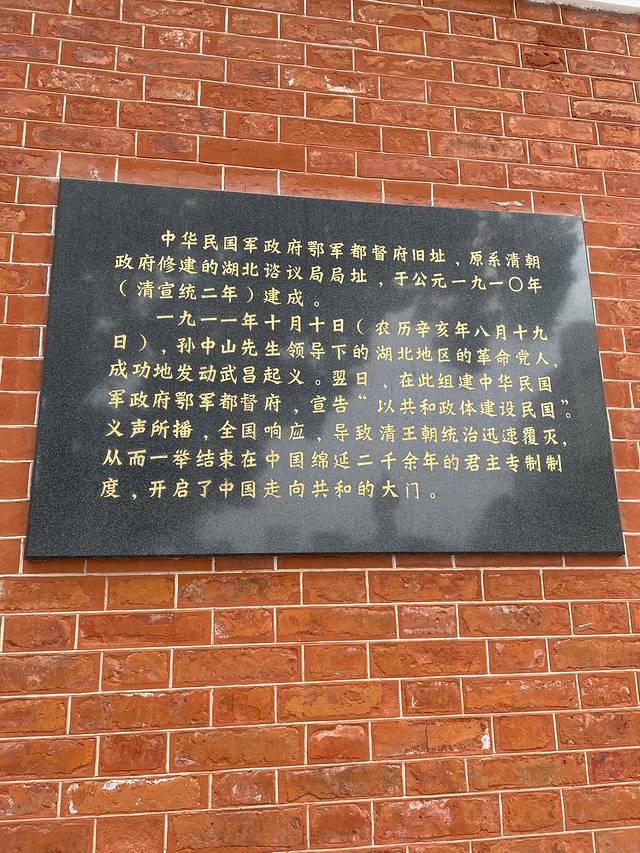 中华民国军政府鄂军都督府旧址，原系清朝
政府修建的湖北谘议局局址，于公元一九一〇年
（清宣统二年）建成。
一九一一年十月十日（农历辛亥年八月十九
日），孙中山先生领导下的湖北地区的革命党人，
成功地发动武昌起义。翌日，在此组建中华民国
军政府鄂军都督府，宣告“以共和政体建设民国”。
义声所播，全国响应，导致清王朝统治迅速覆灭，
从而一举结束在中国绵延二千余年的君主专制制
度，开启了中国走向共和的大门。